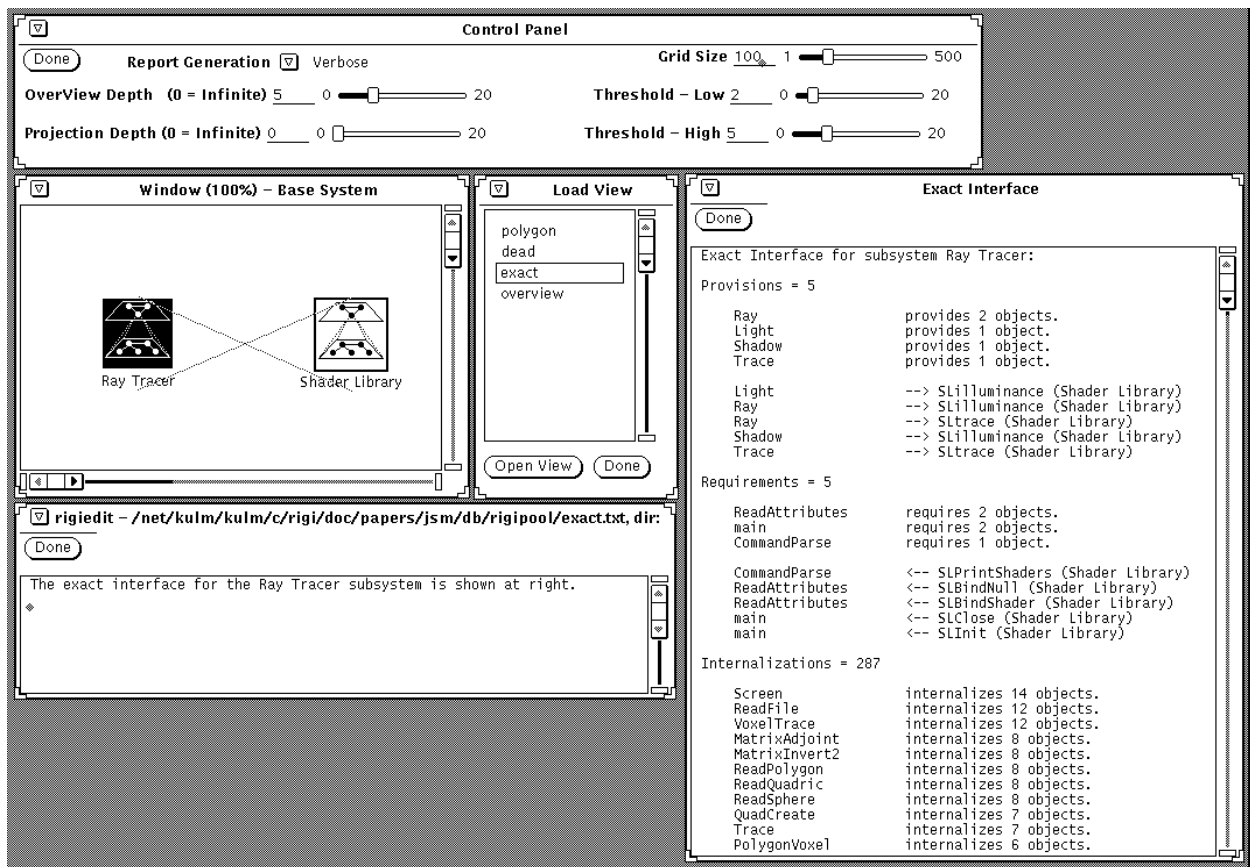 Control Panel
Done
Report Generation Verbose
Grid Size 100 1 500
OverView Depth (0 = Infinite) 5 0 20
Threshold – Low 2 0 20
Projection Depth (0 = Infinite) 0 0 20
Threshold – High 5 0 20
Window (100%) – Base System
Ray Tracer
Shader Library
Load View
polygon
dead
exact
overview
Open View Done
rigiedit – /net/kulm/kulm/c/rigi/doc/papers/jsm/db/rigipool/exact.txt, dir:
Done
The exact interface for the Ray Tracer subsystem is shown at right.
Exact Interface
Done
Exact Interface for subsystem Ray Tracer:
Provisions = 5
Ray provides 2 objects.
Light provides 1 object.
Shadow provides 1 object.
Trace provides 1 object.
Light --> SLilluminance (Shader Library)
Ray --> SLilluminance (Shader Library)
Ray --> SLtrace (Shader Library)
Shadow --> SLilluminance (Shader Library)
Trace --> SLtrace (Shader Library)
Requirements = 5
ReadAttributes requires 2 objects.
main requires 2 objects.
CommandParse requires 1 object.
CommandParse <-- SLPrintShaders (Shader Library)
ReadAttributes <-- SLBindNull (Shader Library)
ReadAttributes <-- SLBindShader (Shader Library)
main <-- SLClose (Shader Library)
main <-- SLInit (Shader Library)
Internalizations = 287
Screen internalizes 14 objects.
ReadFile internalizes 12 objects.
VoxelTrace internalizes 12 objects.
MatrixAdjoint internalizes 8 objects.
MatrixInvert2 internalizes 8 objects.
ReadPolygon internalizes 8 objects.
ReadQuadric internalizes 8 objects.
ReadSphere internalizes 8 objects.
QuadCreate internalizes 7 objects.
Trace internalizes 7 objects.
PolygonVoxel internalizes 6 objects.